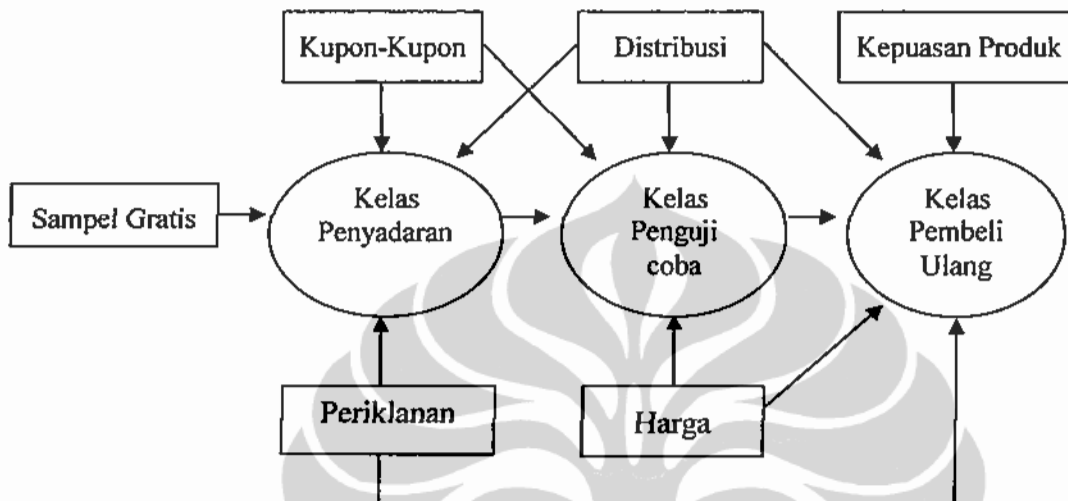 Kupon-Kupon
Distribusi
Kepuasan Produk
Sampel Gratis
Kelas
Penyadaran
Kelas
Penguji
coba
Kelas
Pembeli
Ulang
Periklanan
Harga